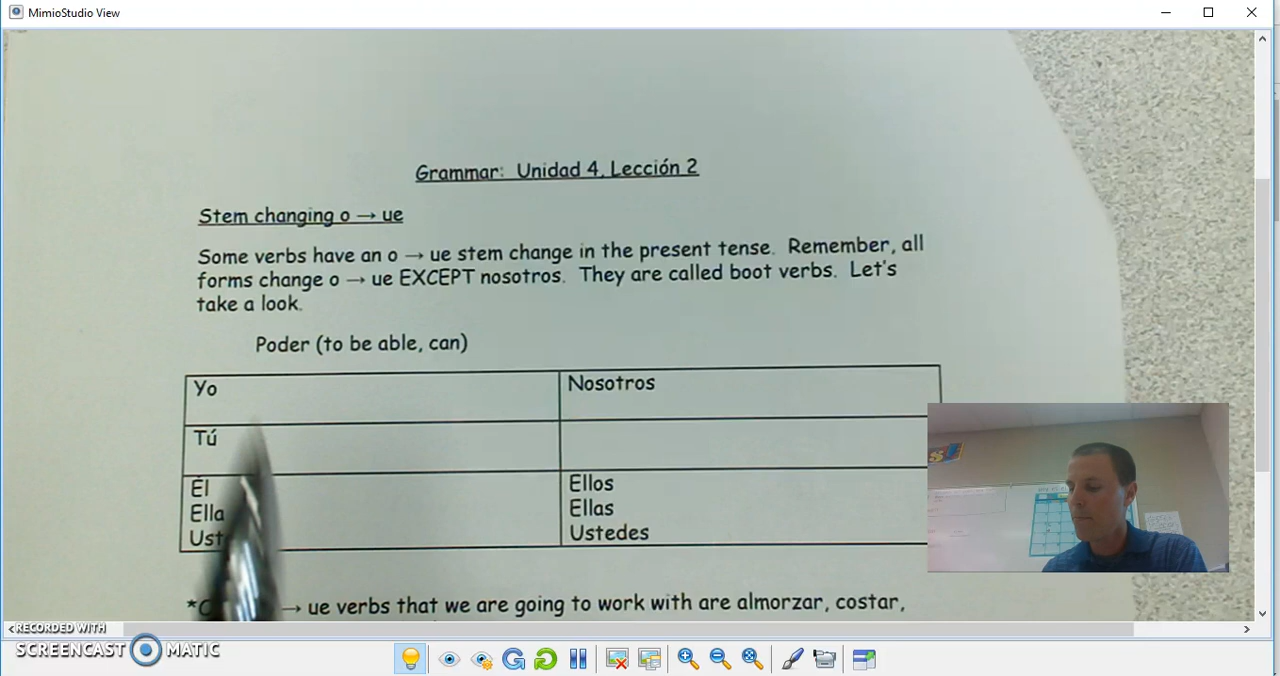 MimioStudio View
Grammar: Unidad 4, Lección 2
Stem changing o → ue
Some verbs have an o → ue stem change in the present tense. Remember, all
forms change o → ue EXCEPT nosotros. They are called boot verbs. Let's
take a look.
Poder (to be able, can)
Yo
Nosotros
Tú
Él
Ella
Ellos
Ellas
Ustedes
→ ue verbs that we are going to work with are almorzar, costar,
RECORDED WITH
SCREENCAST MATIC